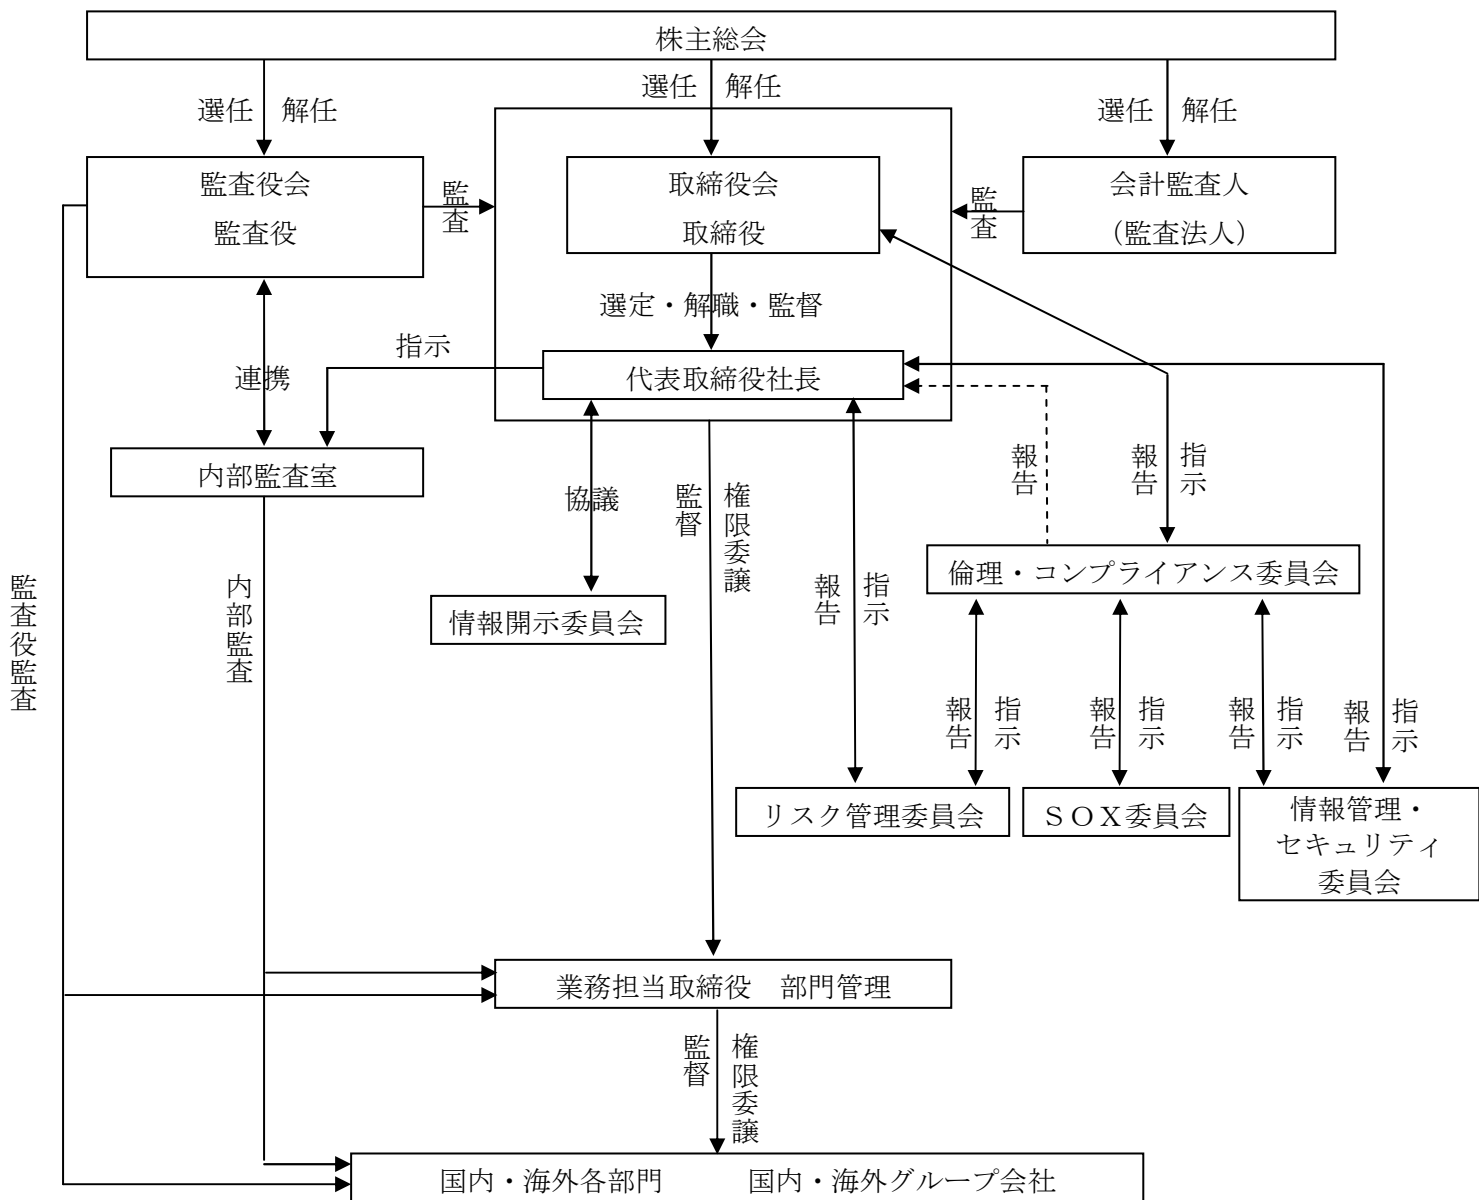 株主総会
選任 解任
選任 解任
選任 解任
監査役会
監査役
監査
取締役会
取締役
監査
会計監査人
（監査法人）
選定・解職・監督
指示
代表取締役社長
連携
内部監査室
協議
監督
権限委譲
報告
報告
指示
倫理・コンプライアンス委員会
情報開示委員会
監査役監査
内部監査
報告
指示
報告
指示
報告
指示
報告
指示
報告
指示
リスク管理委員会
ＳＯＸ委員会
情報管理・
セキュリティ
委員会
業務担当取締役　部門管理
監督
権限委譲
国内・海外各部門　　　国内・海外グループ会社